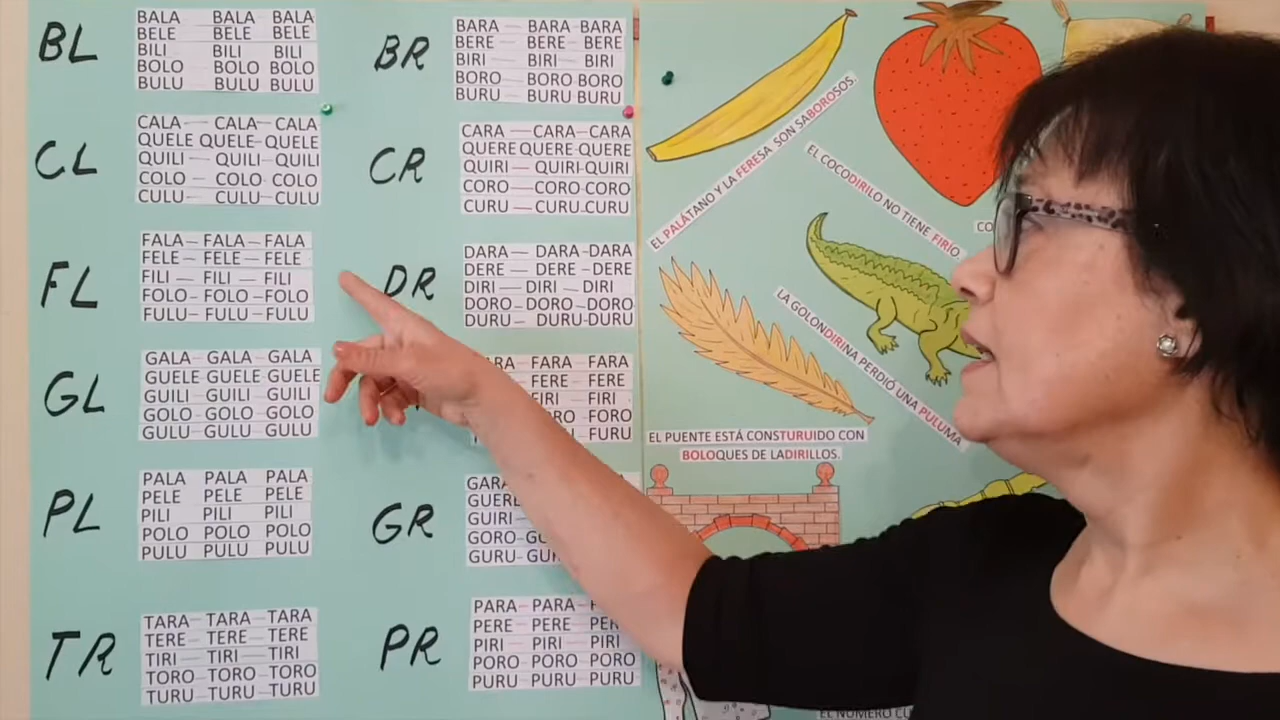 BL
BALA BALA BALA
BELE BELE BELE
BILI BILI BILI
BOLO BOLO BOLO
BULU BULU BULU
BR
BARA BARA BARA
BERE BERE BERE
BIRI BIRI BIRI
BORO BORO BORO
BURU BURU BURU
CL
CALA — CALA — CALA
QUELE QUELE - QUELE
QUILI — QUILI - QUILI
COLO — COLO COLO
CULU — CULU - CULU
CR
CARA — CARA — CARA
QUERE QUERE - QUERE
QUIRI — QUIRI - QUIRI
CORO — CORO CORO
CURU — CURU CURU
FL
FALA — FALA — FALA
FELE — FELE — FELE
FILI — FILI — FILI
FOLO — FOLO — FOLO
FULU — FULU — FULU
DR
DARA — DARA - DARA
DERE — DERE - DERE
DIRI — DIRI — DIRI
DORO — DORO - DORO
DURU — DURU - DURU
GL
GALA — GALA — GALA
GUELE GUELE GUELE
GUILI GUILI GUILI
GOLO GOLO GOLO
GULU GULU GULU
FARA FARA
FERE FERE
FIRI FIRI
FORO
FURU
PL
PALA PALA PALA
PELE PELE PELE
PILI PILI PILI
POLO POLO POLO
PULU PULU PULU
GR
GARA
GUERE
GUIRI
GORO
GURU
TR
TARA — TARA — TARA
TERE — TERE — TERE
TIRI — TIRI — TIRI
TORO — TORO — TORO
TURU — TURU — TURU
PR
PARA — PARA
PERE PERE PERE
PIRI PIRI PIRI
PORO PORO PORO
PURU PURU PURU
EL PALÁTANO Y LA FERESA SON SABOROSOS.
EL COCODIRILO NO TIENE FIRIO.
LA GOLONDIRINA PERDIÓ UNA PULUMA
EL PUENTE ESTÁ CONSTURUIDO CON
BOLOQUES DE LADIRILLOS.
EL NÚMERO